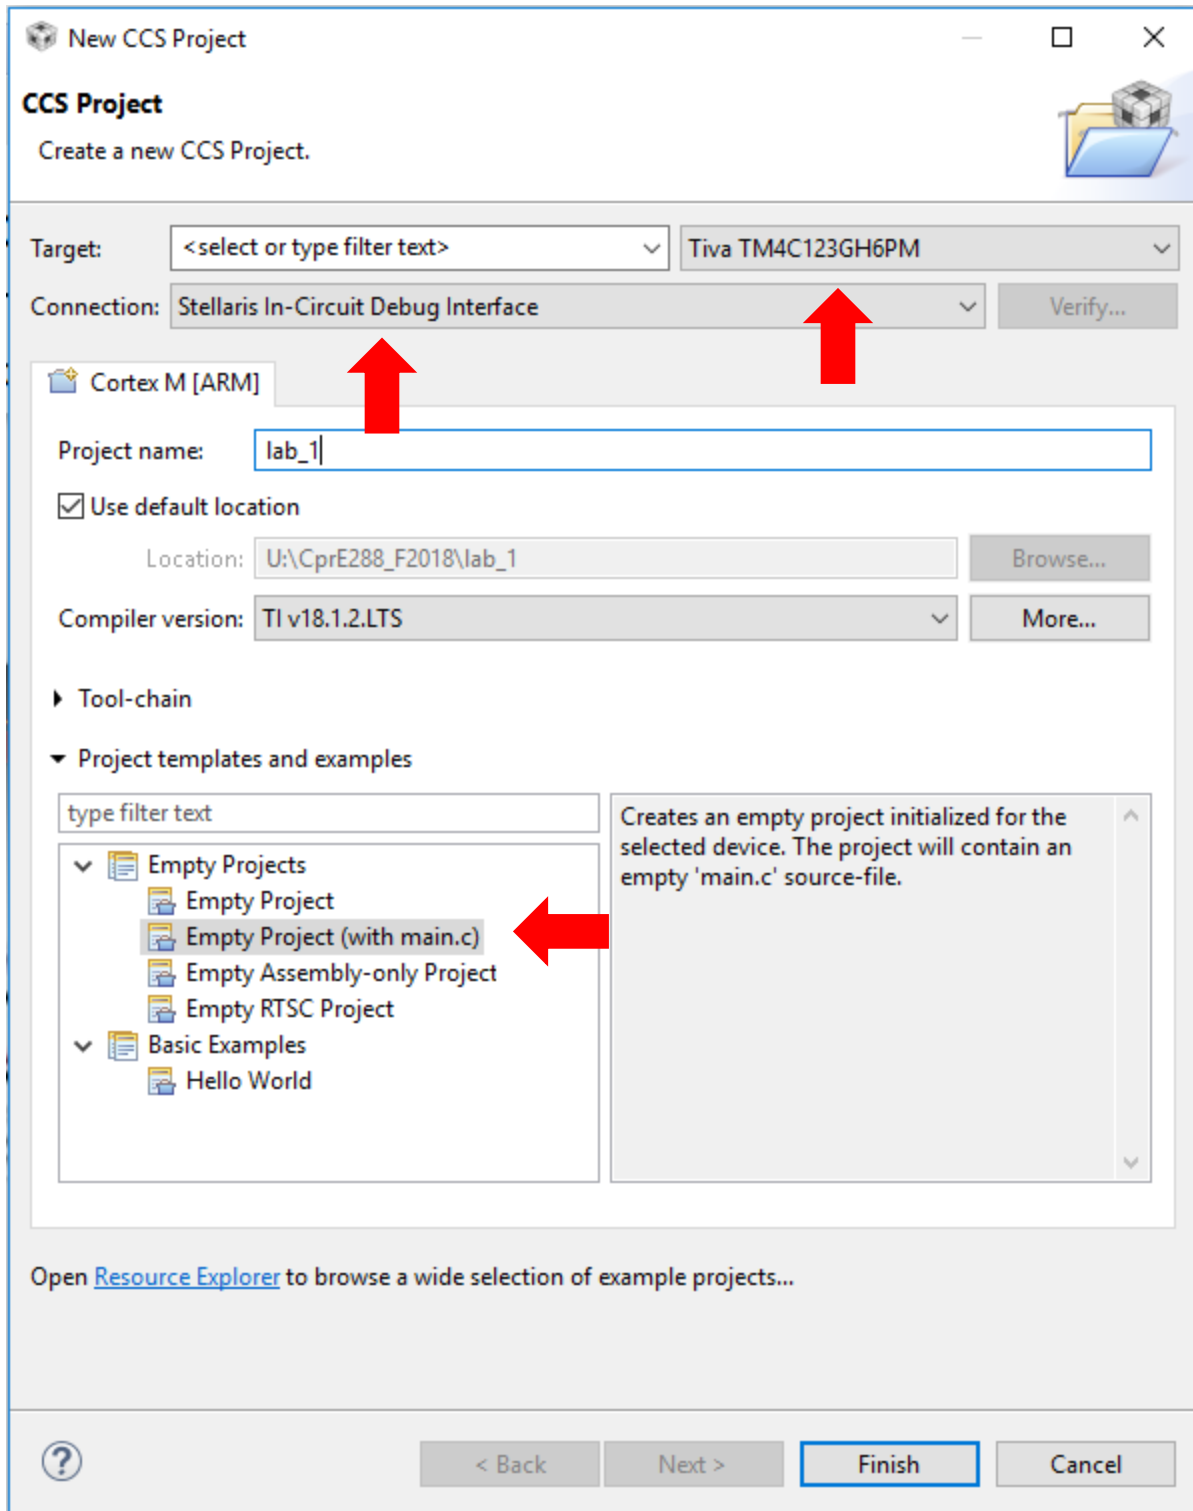 New CCS Project
CCS Project
Create a new CCS Project.
Target: <select or type filter text> Tiva TM4C123GH6PM
Connection: Stellaris In-Circuit Debug Interface Verify...
Cortex M [ARM]
Project name: lab_1
Use default location
Location: U:\CprE288_F2018\lab_1 Browse...
Compiler version: TI v18.1.2.LTS More...
Tool-chain
Project templates and examples
type filter text
Empty Projects
Empty Project
Empty Project (with main.c)
Empty Assembly-only Project
Empty RTSC Project
Basic Examples
Hello World
Creates an empty project initialized for the
selected device. The project will contain an
empty 'main.c' source-file.
Open Resource Explorer to browse a wide selection of example projects...
? < Back Next > Finish Cancel